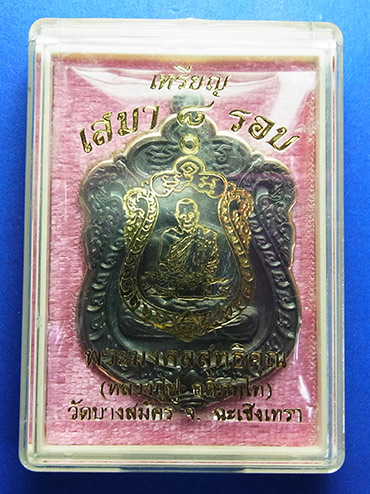 เหรียญ
เสมา ๘ รอบ
พระมงคลสุทธิคุณ
(หลวงปู่ฟู
วัดบางสมัคร จ. ฉะเชิงเทรา